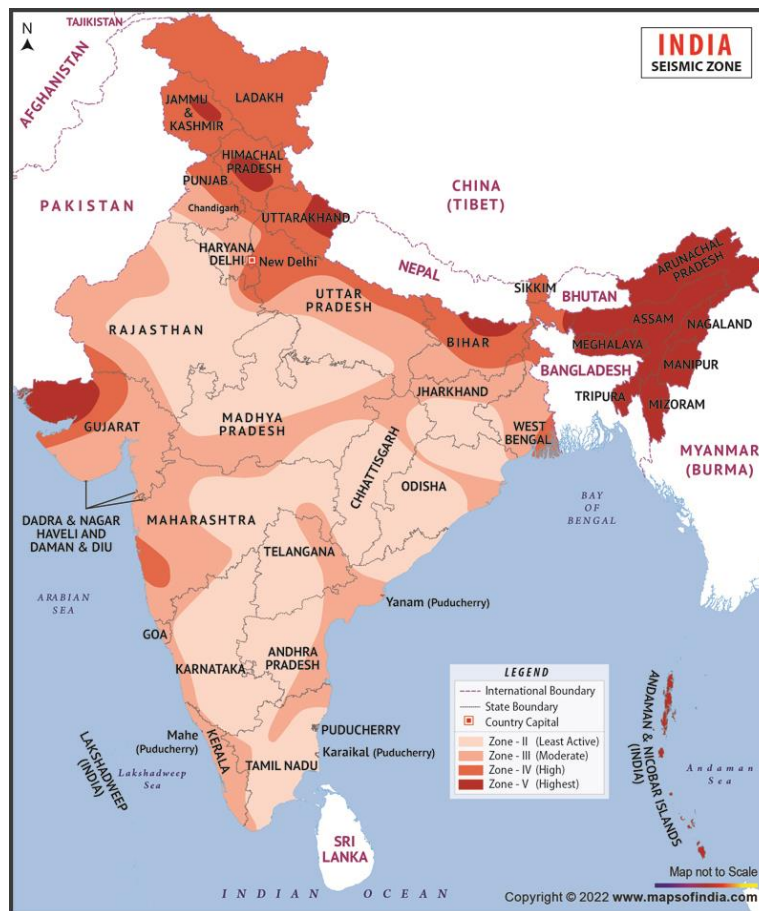 N
TAJIKISTAN
INDIA
SEISMIC ZONE
AFGHANISTAN
LADAKH
JAMMU
&
KASHMIR
HIMACHAL
PRADESH
PUNJAB
Chandigarh
CHINA
(TIBET)
PAKISTAN
UTTARAKHAND
HARYANA
DELHI
New Delhi
NEPAL
ARUNACHAL
PRADESH
SIKKIM
BHUTAN
UTTAR
PRADESH
RAJASTHAN
ASSAM
NAGALAND
BIHAR
MEGHALAYA
BANGLADESH
MANIPUR
TRIPURA
MIZORAM
JHARKHAND
WEST
BENGAL
GUJARAT
MADHYA
PRADESH
CHHATTISGARH
MYANMAR
(BURMA)
ODISHA
BAY
OF
BENGAL
DADRA & NAGAR
HAVELI AND
DAMAN & DIU
MAHARASHTRA
TELANGANA
ARABIAN
SEA
Yanam (Puducherry)
GOA
KARNATAKA
ANDHRA
PRADESH
LEGEND
International Boundary
State Boundary
Country Capital
Zone - II (Least Active)
Zone - III (Moderate)
Zone - IV (High)
Zone - V (Highest)
ANDAMAN & NICOBAR ISLANDS
(INDIA)
Andaman
Sea
PUDUCHERRY
Mahe
(Puducherry)
KERALA
Karaikal (Puducherry)
TAMIL NADU
LAKSHADWEEP
(INDIA)
Lakshadweep
Sea
SRI
LANKA
Map not to Scale
INDIAN OCEAN
Copyright © 2022 www.mapsofindia.com